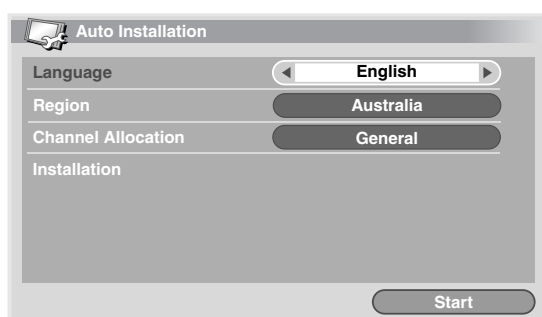 Auto Installation
Language English
Region Australia
Channel Allocation General
Installation
Start